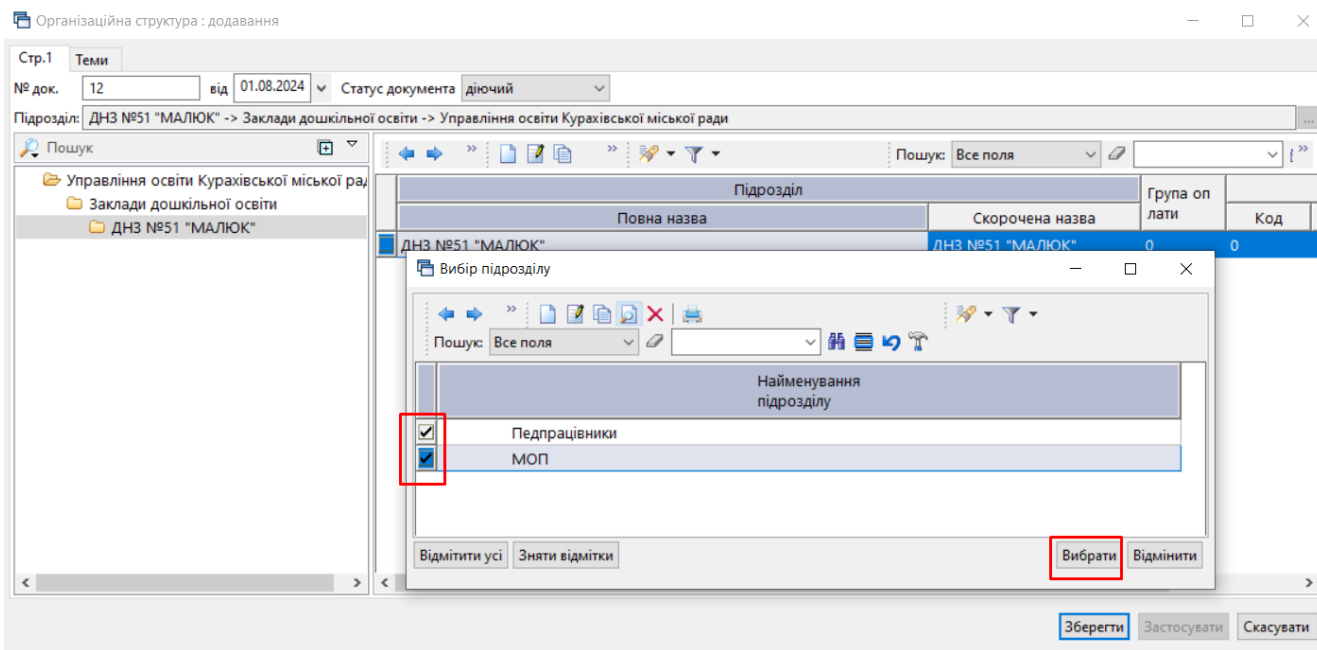 Організаційна структура : додавання
Стр.1 Теми
№ док. 12 від 01.08.2024 Статус документа діючий
Підрозділ: ДНЗ №51 "МАЛЮК" -> Заклади дошкільної освіти -> Управління освіти Курахівської міської ради ...
Пошук » » Пошук: Все поля »
Управління освіти Курахівської міської рад
Заклади дошкільної освіти
ДНЗ №51 "МАЛЮК"
Підрозділ Група оп лати
Повна назва Скорочена назва Код
ДНЗ №51 "МАЛЮК" ДНЗ №51 "МАЛЮК" 0 0
Вибір підрозділу
»
Пошук: Все поля
Найменування
підрозділу
Педпрацівники
МОП
Відмітити усі Зняти відмітки Вибрати Відмінити
Зберегти Застосувати Скасувати